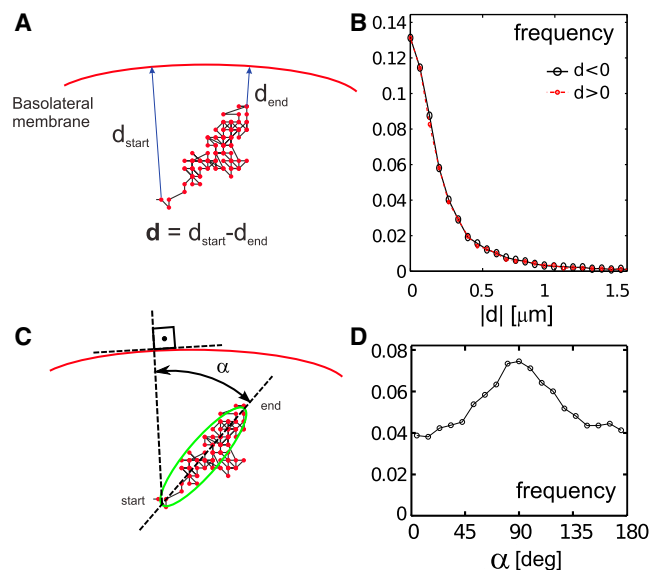 A
Basolateral
membrane
d_start
d_end
d = d_start-d_end
B
frequency
d<0
d>0
0.14
0.12
0.10
0.08
0.06
0.04
0.02
0
0
0.5
1
1.5
|d| [μm]
C
α
end
start
D
0.08
0.06
0.04
0.02
0
frequency
0
45
90
135
180
α [deg]